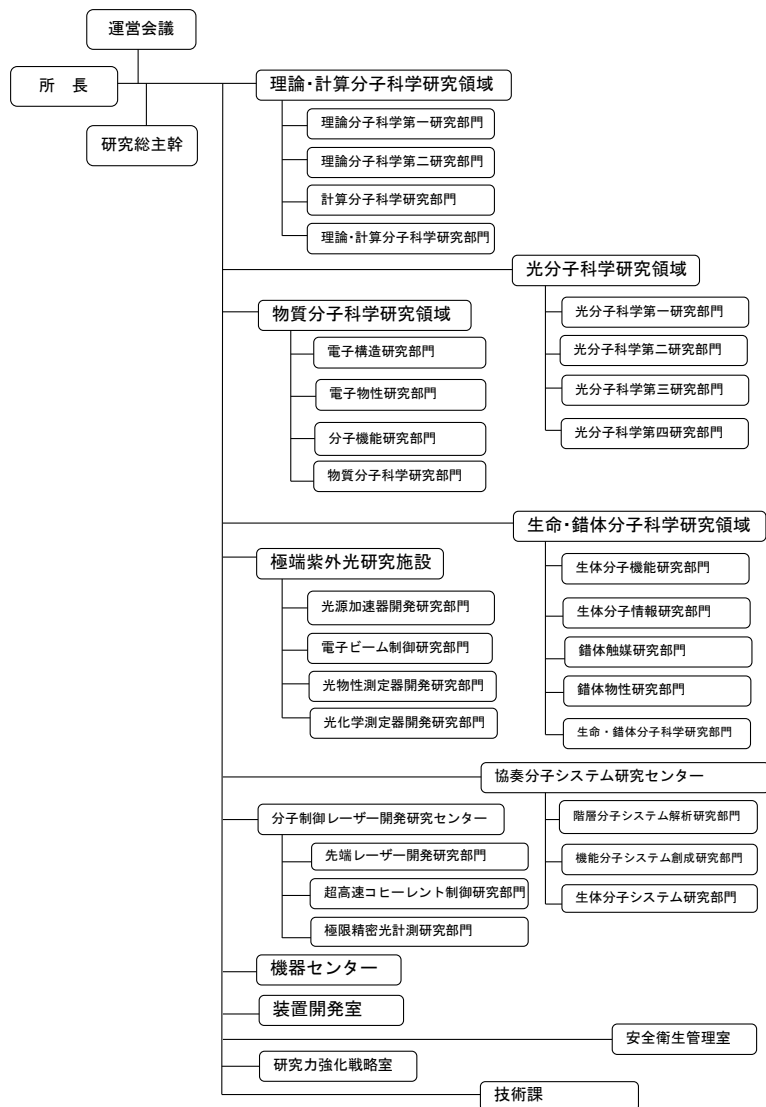 運営会議
所 長
研究総主幹
理論・計算分子科学研究領域
理論分子科学第一研究部門
理論分子科学第二研究部門
計算分子科学研究部門
理論・計算分子科学研究部門
光分子科学研究領域
光分子科学第一研究部門
光分子科学第二研究部門
光分子科学第三研究部門
光分子科学第四研究部門
物質分子科学研究領域
電子構造研究部門
電子物性研究部門
分子機能研究部門
物質分子科学研究部門
生命・錯体分子科学研究領域
生体分子機能研究部門
生体分子情報研究部門
錯体触媒研究部門
錯体物性研究部門
生命・錯体分子科学研究部門
極端紫外光研究施設
光源加速器開発研究部門
電子ビーム制御研究部門
光物性測定器開発研究部門
光化学測定器開発研究部門
協奏分子システム研究センター
階層分子システム解析研究部門
機能分子システム創成研究部門
生体分子システム研究部門
分子制御レーザー開発研究センター
先端レーザー開発研究部門
超高速コヒーレント制御研究部門
極限精密光計測研究部門
機器センター
装置開発室
安全衛生管理室
研究力強化戦略室
技術課